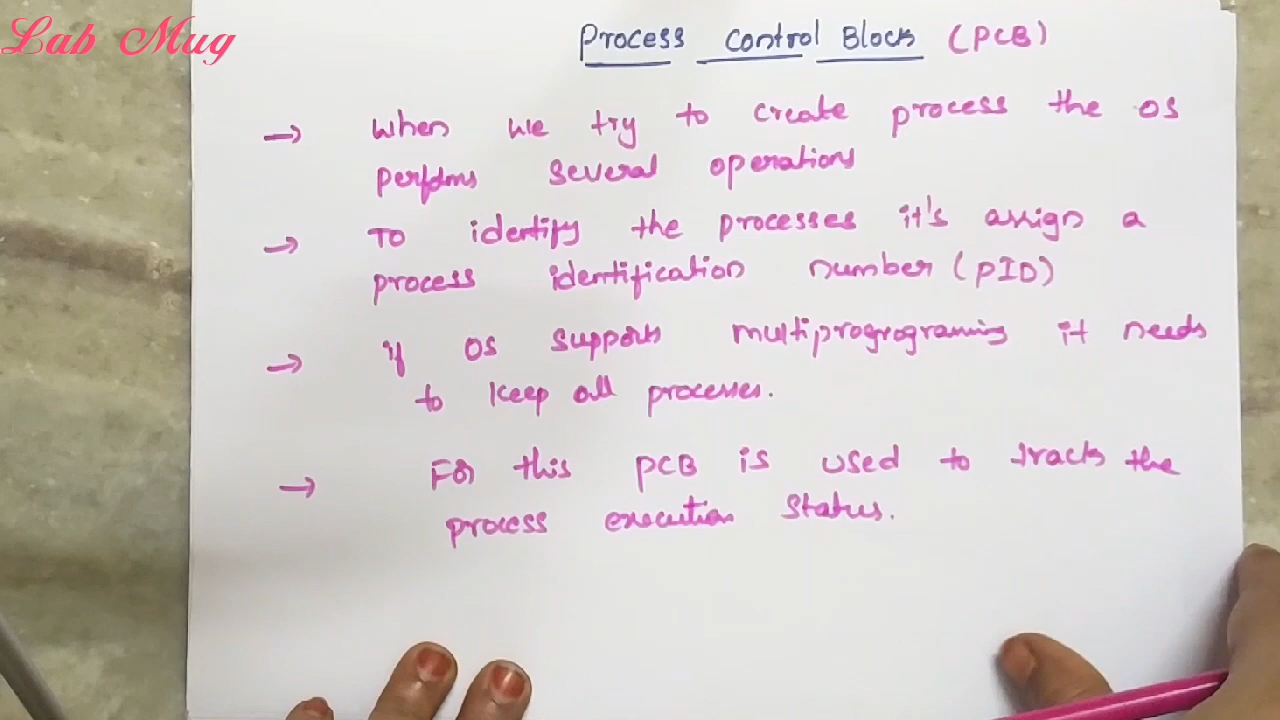 Lab Mug
Process Control Block (PCB)
→ When we try to create process the OS
performs several operations
→ To identify the processes it's assign a
process identification number (PID)
→ if OS supports multiprogrograming it needs
to keep all processes.
→ For this PCB is used to track the
process execution status.